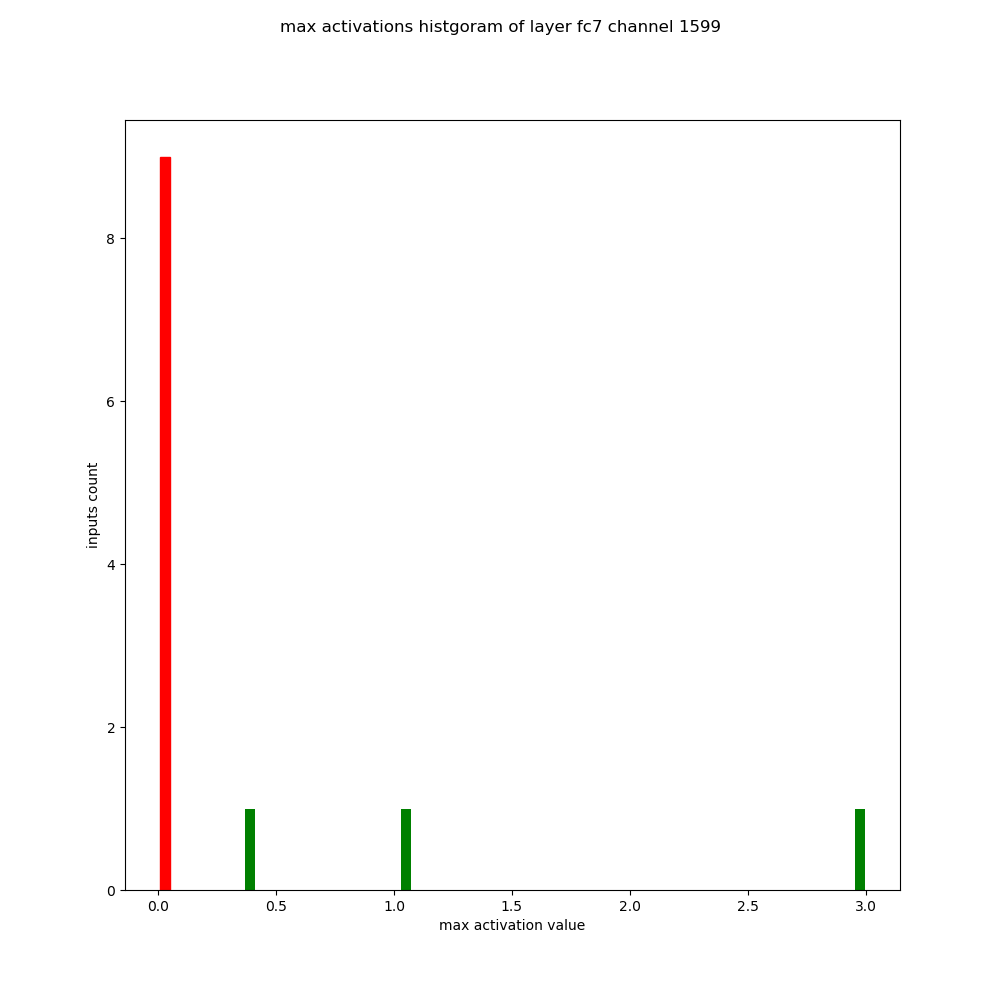 max activations histgoram of layer fc7 channel 1599
8
6
4
2
0
inputs count
0.0 0.5 1.0 1.5 2.0 2.5 3.0
max activation value